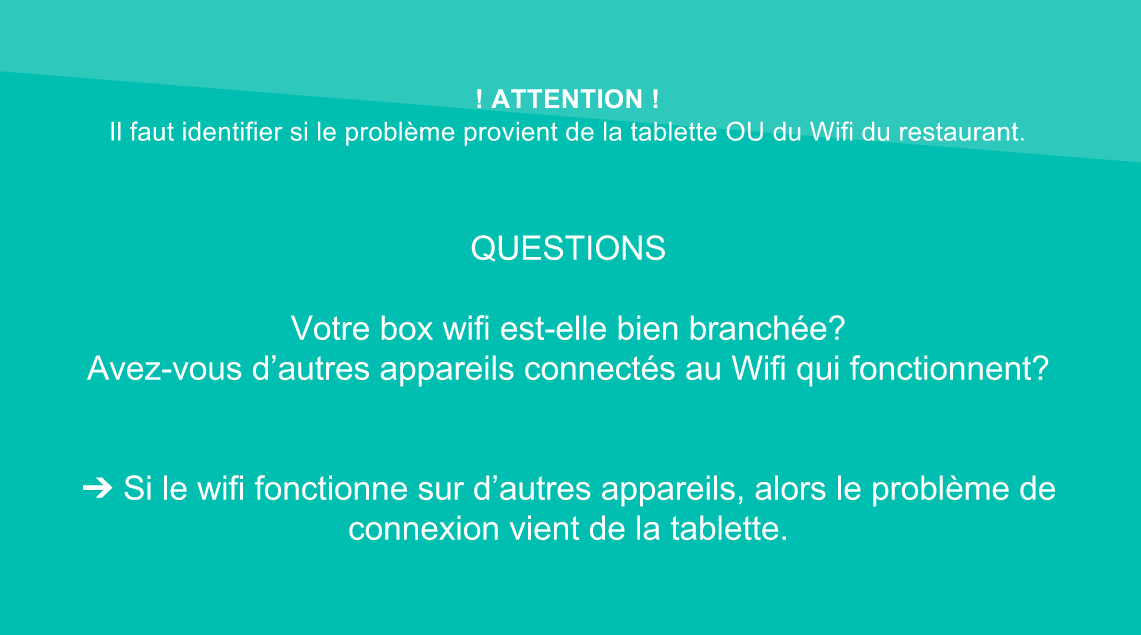 ! ATTENTION !
Il faut identifier si le problème provient de la tablette OU du Wifi du restaurant.
QUESTIONS
Votre box wifi est-elle bien branchée?
Avez-vous d’autres appareils connectés au Wifi qui fonctionnent?
➔ Si le wifi fonctionne sur d’autres appareils, alors le problème de
connexion vient de la tablette.